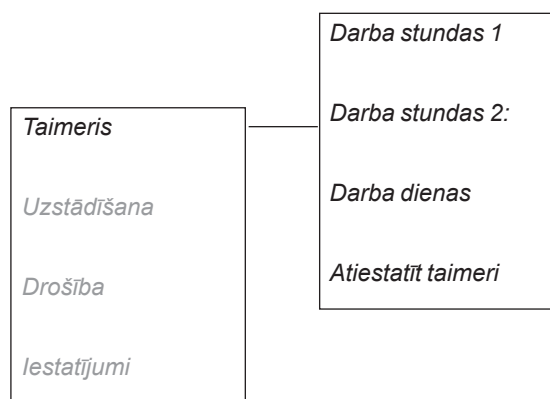 Darba stundas 1
Darba stundas 2:
Darba dienas
Atiestatīt taimeri
Taimeris
Uzstādīšana
Drošība
Iestatījumi